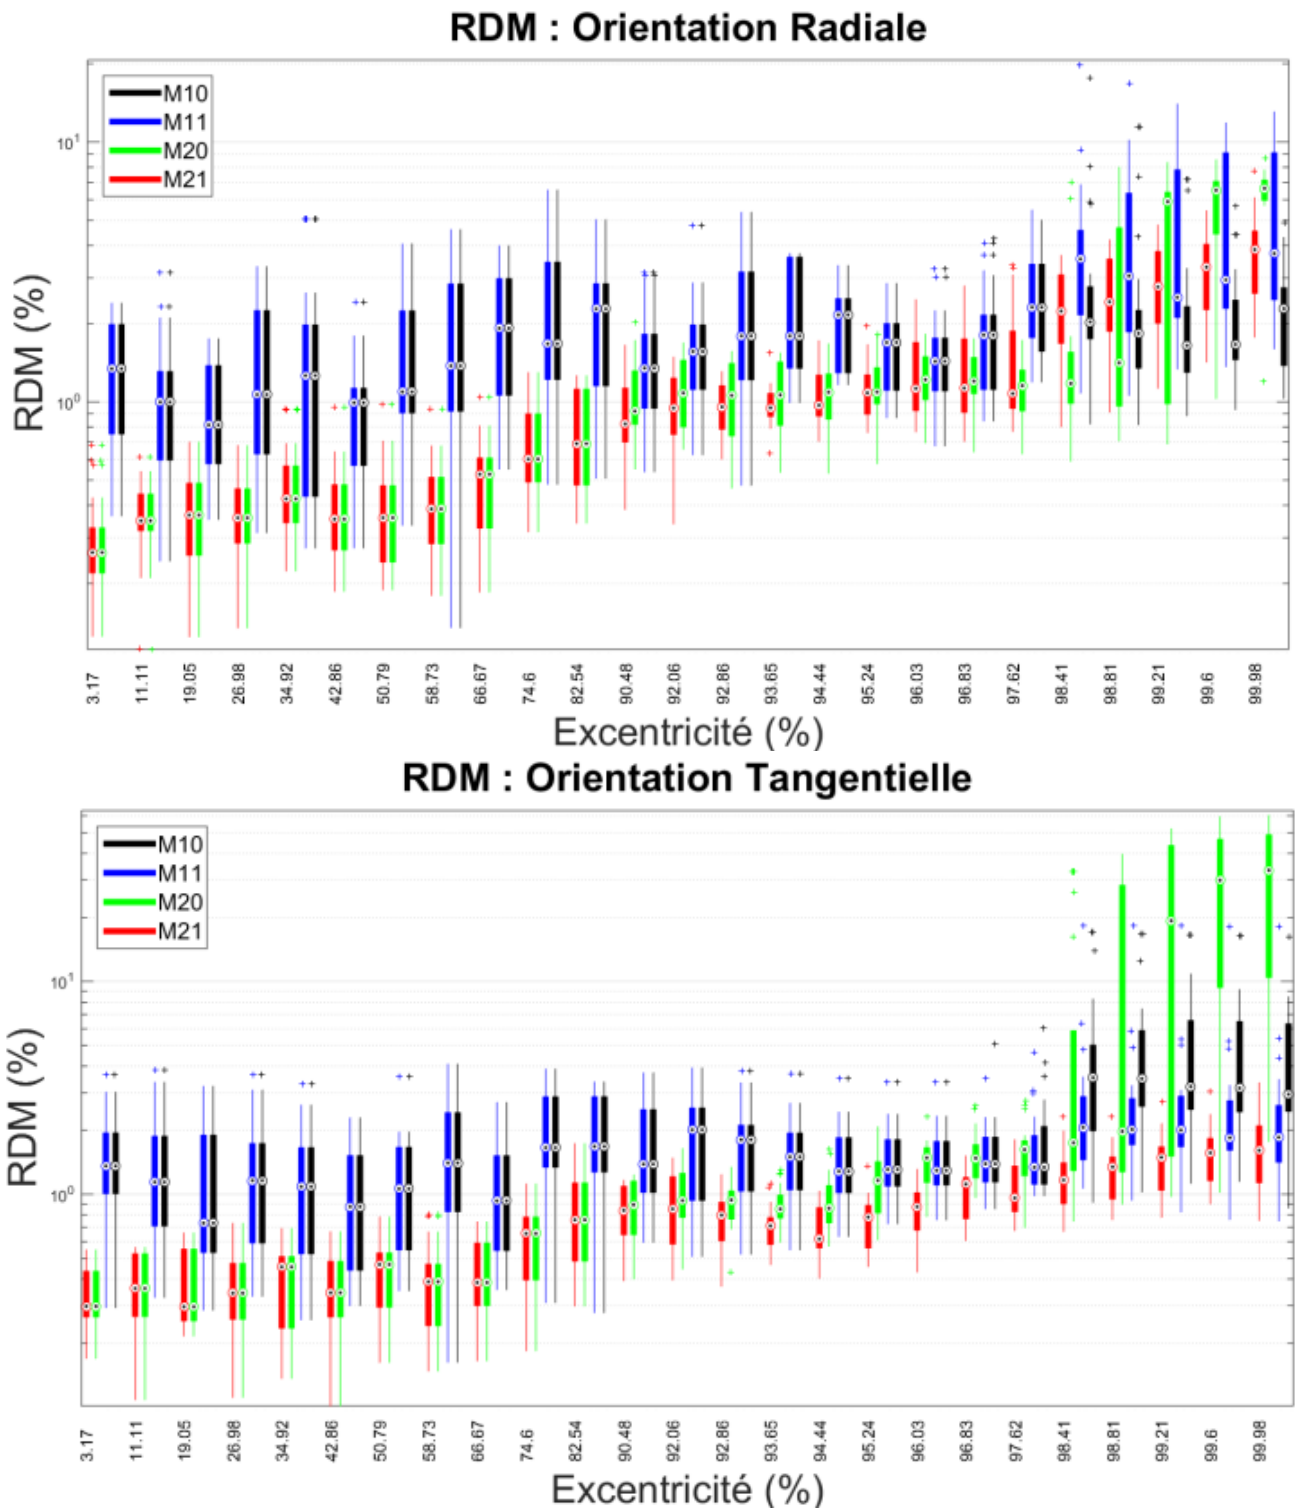 RDM : Orientation Radiale
M10
M11
M20
M21
10¹
10⁰
RDM (%)
3.17 11.11 19.05 26.98 34.92 42.86 50.79 58.73 66.67 74.6 82.54 90.48 92.06 92.86 93.65 94.44 95.24 96.03 96.83 97.62 98.41 98.81 99.21 99.6 99.98
Excentricité (%)
RDM : Orientation Tangentielle
M10
M11
M20
M21
10¹
10⁰
RDM (%)
3.17 11.11 19.05 26.98 34.92 42.86 50.79 58.73 66.67 74.6 82.54 90.48 92.06 92.86 93.65 94.44 95.24 96.03 96.83 97.62 98.41 98.81 99.21 99.6 99.98
Excentricité (%)